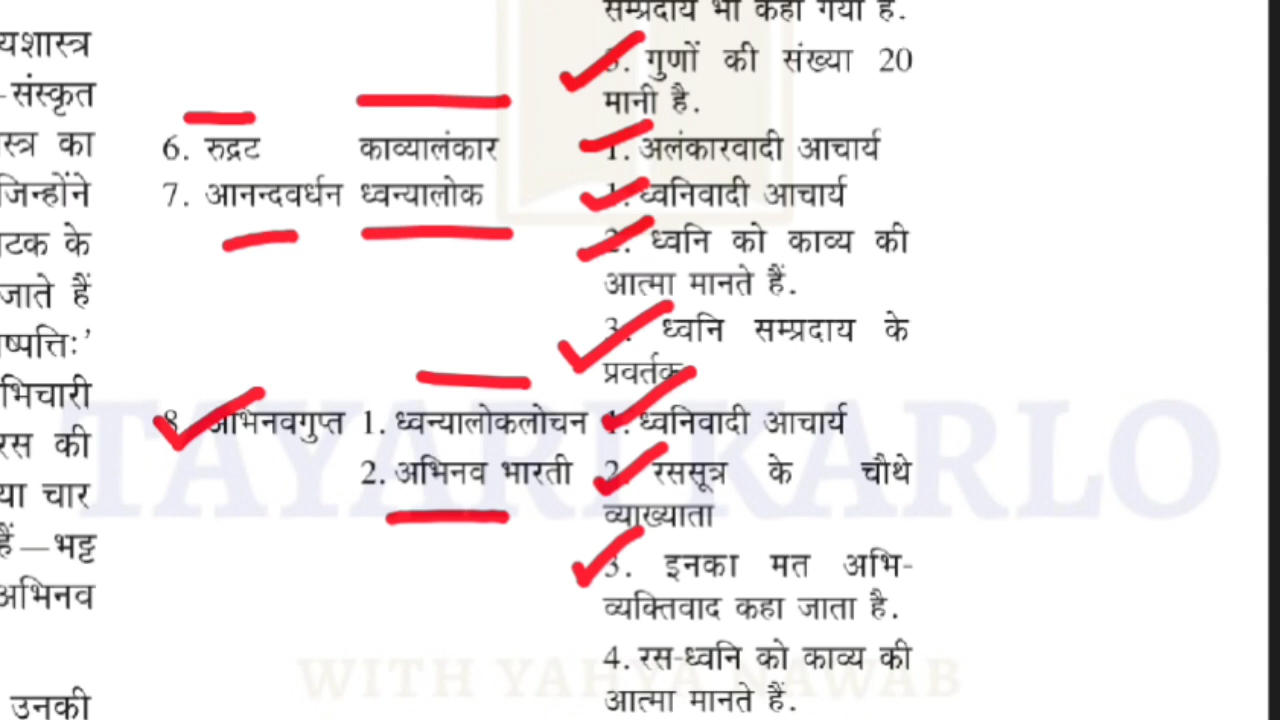 यशास्त्र
-संस्कृत
स्त्र का
जिन्होंने
टक के
जाते हैं
ष्पत्तिः'
भिचारी
रस की
या चार
हैं—भट्ट
अभिनव
उनकी
सम्प्रदाय भी कहा गया है.
गुणों की संख्या 20
मानी है.
6. रुद्रट काव्यालंकार 1. अलंकारवादी आचार्य
7. आनन्दवर्धन ध्वन्यालोक 1. ध्वनिवादी आचार्य
2. ध्वनि को काव्य की
आत्मा मानते हैं.
3. ध्वनि सम्प्रदाय के
प्रवर्तक
8. अभिनवगुप्त 1. ध्वन्यालोकलोचन 1. ध्वनिवादी आचार्य
2. अभिनव भारती 2. रससूत्र के चौथे
व्याख्याता
3. इनका मत अभि-
व्यक्तिवाद कहा जाता है.
4. रस-ध्वनि को काव्य की
आत्मा मानते हैं.
TAYARI KARLO
WITH YAHYA NAWAB